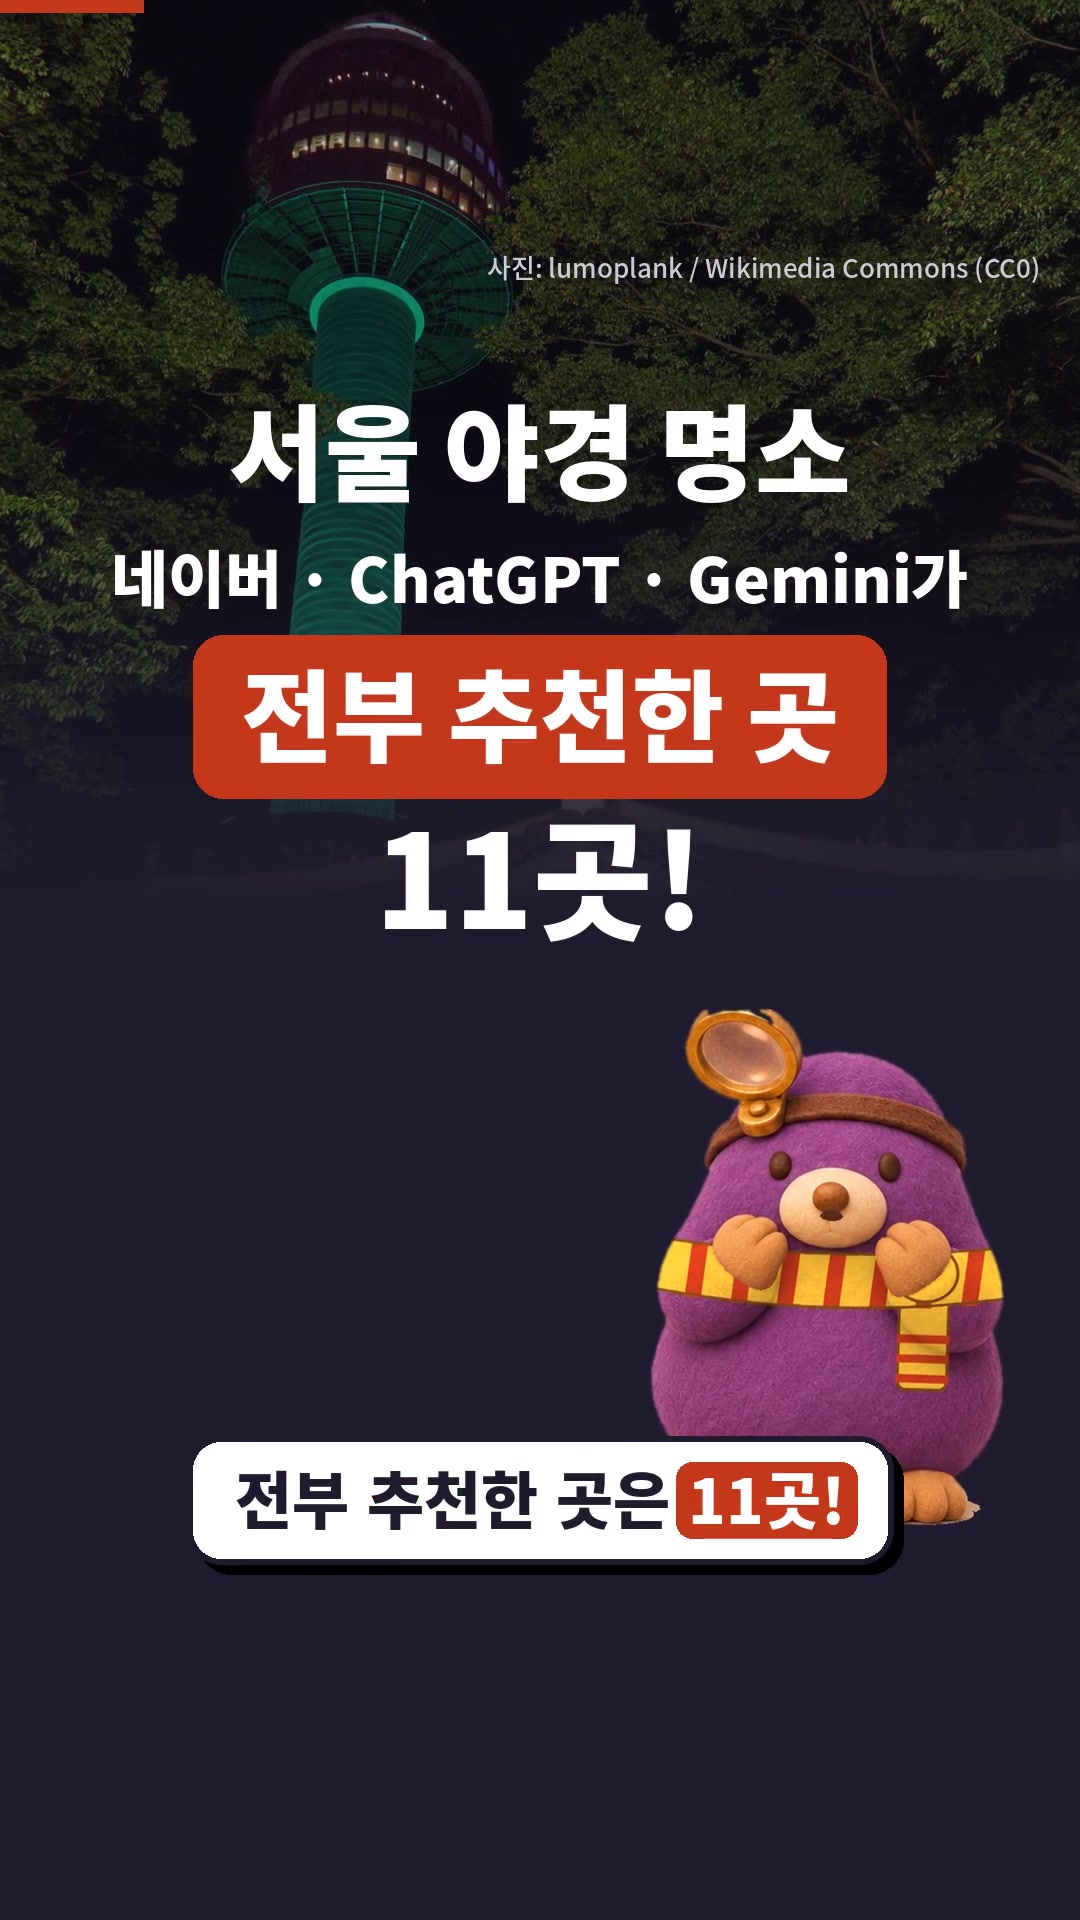 사진: lumoplank / Wikimedia Commons (CC0)
서울 야경 명소
네이버 · ChatGPT · Gemini가
전부 추천한 곳
11곳!
전부 추천한 곳은 11곳!